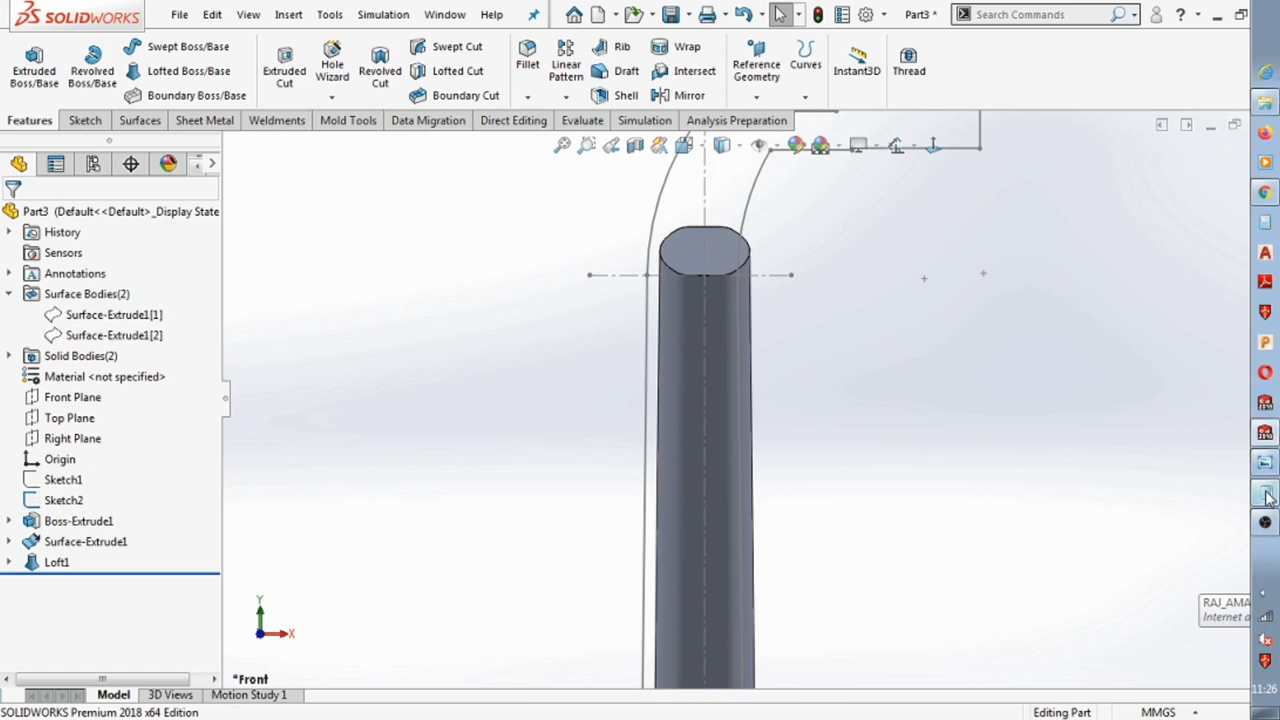 SOLIDWORKS File Edit View Insert Tools Simulation Window Help Part3 * Search Commands
Extruded Boss/Base Revolved Boss/Base Swept Boss/Base Lofted Boss/Base Boundary Boss/Base
Extruded Cut Hole Wizard Revolved Cut Swept Cut Lofted Cut Boundary Cut
Fillet Linear Pattern Rib Draft Shell Wrap Intersect Mirror
Reference Geometry Curves Instant3D Thread
Features Sketch Surfaces Sheet Metal Weldments Mold Tools Data Migration Direct Editing Evaluate Simulation Analysis Preparation
Part3 (Default<<Default>_Display State
History
Sensors
Annotations
Surface Bodies(2)
Surface-Extrude1[1]
Surface-Extrude1[2]
Solid Bodies(2)
Material <not specified>
Front Plane
Top Plane
Right Plane
Origin
Sketch1
Sketch2
Boss-Extrude1
Surface-Extrude1
Loft1
Y
X
*Front
RAJ_AMA
Internet a
11:26
Model 3D Views Motion Study 1
SOLIDWORKS Premium 2018 x64 Edition Editing Part MMGS